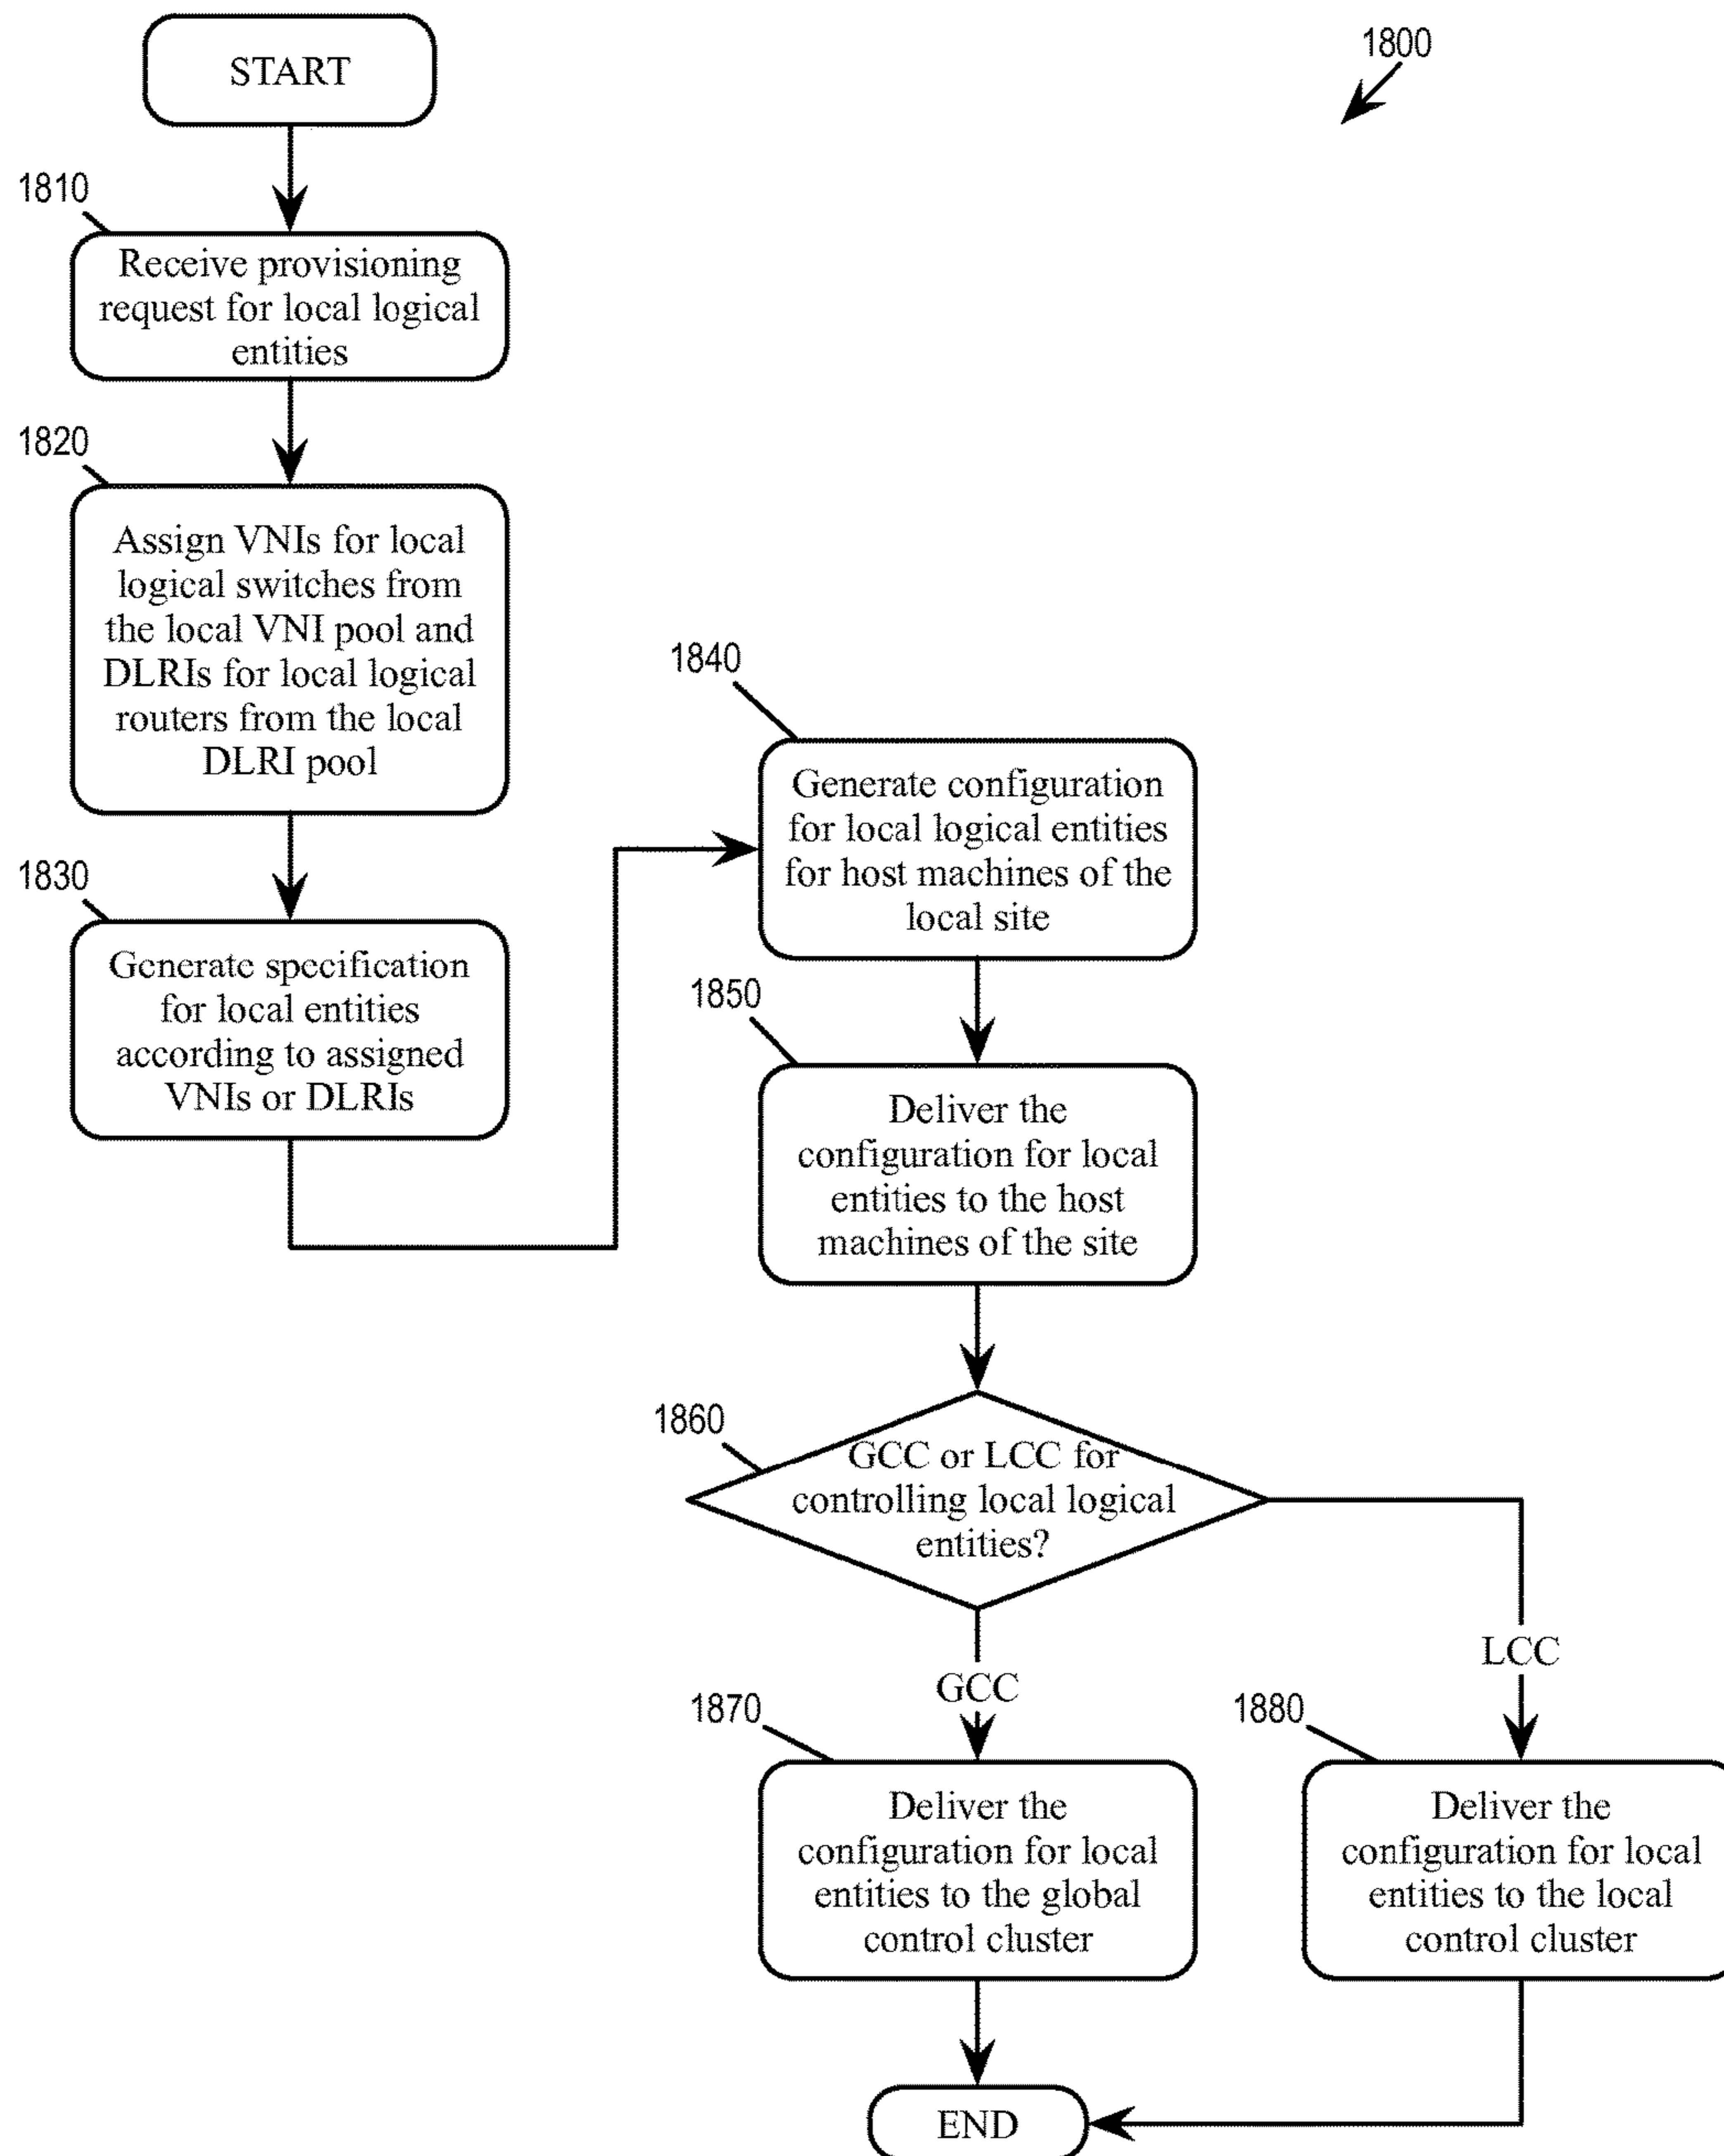 START
1800
1810
Receive provisioning
request for local logical
entities
1820
Assign VNIs for local
logical switches from
the local VNI pool and
DLRIs for local logical
routers from the local
DLRI pool
1830
Generate specification
for local entities
according to assigned
VNIs or DLRIs
1840
Generate configuration
for local logical entities
for host machines of the
local site
1850
Deliver the
configuration for local
entities to the host
machines of the site
1860
GCC or LCC for
controlling local logical
entities?
GCC
LCC
1870
Deliver the
configuration for local
entities to the global
control cluster
1880
Deliver the
configuration for local
entities to the local
control cluster
END